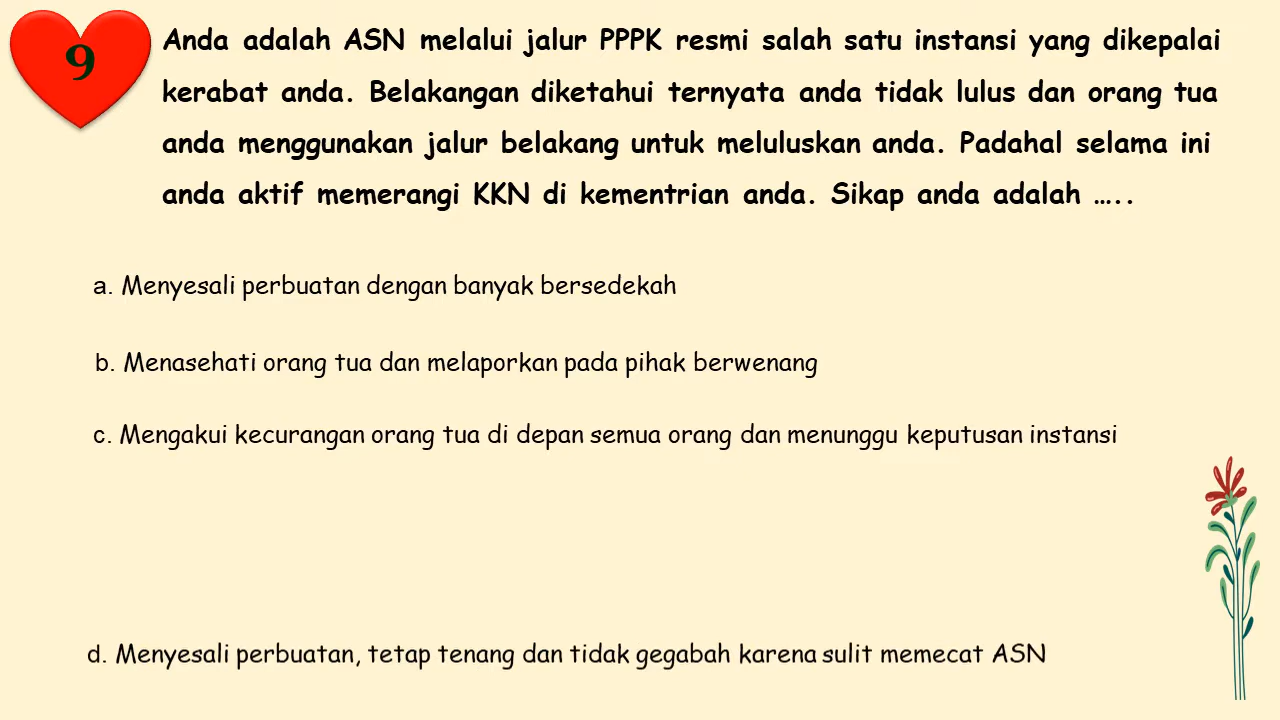 9
Anda adalah ASN melalui jalur PPPK resmi salah satu instansi yang dikepalai
kerabat anda. Belakangan diketahui ternyata anda tidak lulus dan orang tua
anda menggunakan jalur belakang untuk meluluskan anda. Padahal selama ini
anda aktif memerangi KKN di kementrian anda. Sikap anda adalah …..
a. Menyesali perbuatan dengan banyak bersedekah
b. Menasehati orang tua dan melaporkan pada pihak berwenang
c. Mengakui kecurangan orang tua di depan semua orang dan menunggu keputusan instansi
d. Menyesali perbuatan, tetap tenang dan tidak gegabah karena sulit memecat ASN